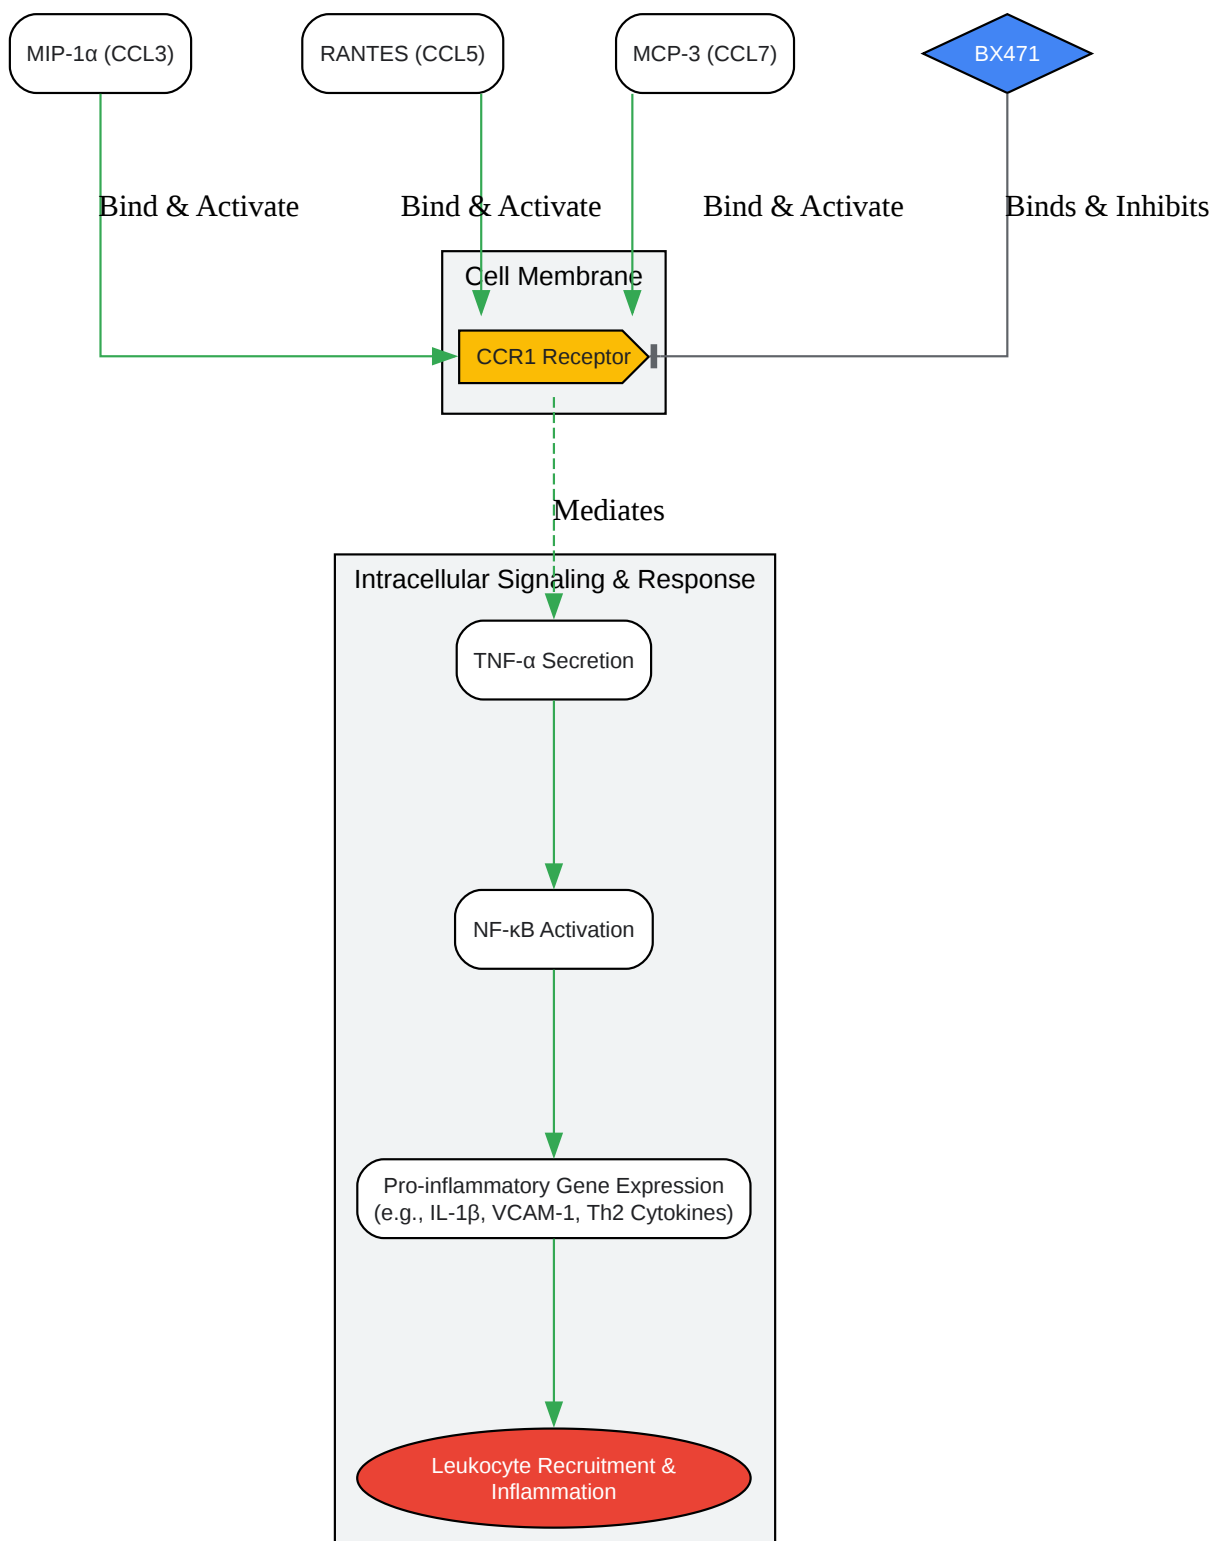 MIP-1α (CCL3)
RANTES (CCL5)
MCP-3 (CCL7)
BX471
Bind & Activate
Bind & Activate
Bind & Activate
Binds & Inhibits
Cell Membrane
CCR1 Receptor
Mediates
Intracellular Signaling & Response
TNF-α Secretion
NF-κB Activation
Pro-inflammatory Gene Expression
(e.g., IL-1β, VCAM-1, Th2 Cytokines)
Leukocyte Recruitment &
Inflammation